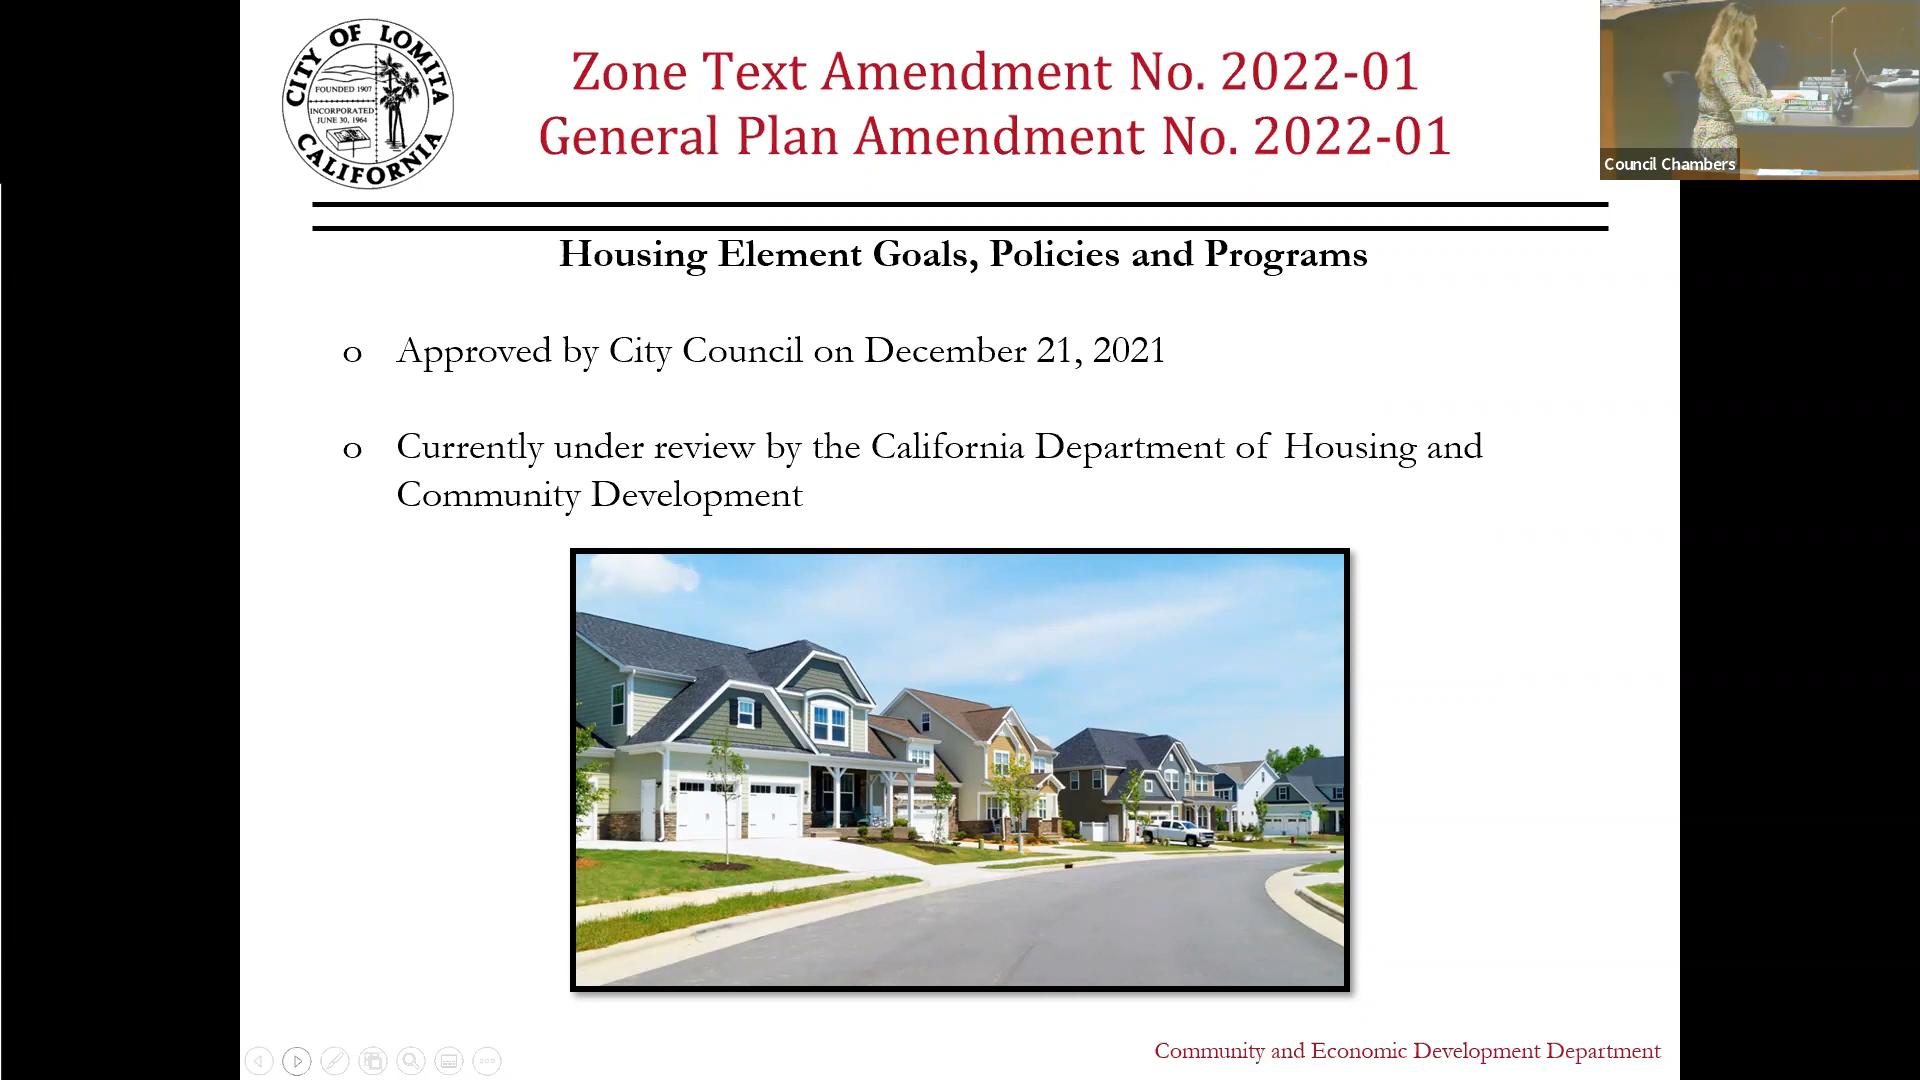 CITY OF LOMITA
FOUNDED 1907
INCORPORATED
JUNE 30, 1964
CALIFORNIA
Zone Text Amendment No. 2022-01
General Plan Amendment No. 2022-01
Council Chambers
Housing Element Goals, Policies and Programs
o Approved by City Council on December 21, 2021
o Currently under review by the California Department of Housing and
Community Development
Community and Economic Development Department